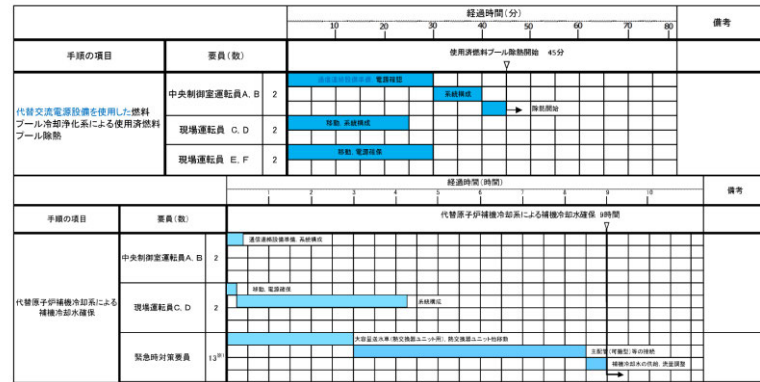 経過時間(分)
備考
10 20 30 40 50 60 70 80
手順の項目
要員(数)
使用済燃料プール除熱開始 45分
代替交流電源設備を使用した燃料
プール冷却浄化系による使用済燃料
プール除熱
中央制御室運転員A, B
2
通信連絡設備準備, 電源確認
系統構成
除熱開始
現場運転員 C, D
2
移動, 系統構成
現場運転員 E, F
2
移動, 電源確保
経過時間(時間)
備考
1 2 3 4 5 6 7 8 9 10
手順の項目
要員(数)
代替原子炉補機冷却系による補機冷却水確保 9時間
代替原子炉補機冷却系による
補機冷却水確保
中央制御室運転員A, B
2
通信連絡設備準備, 系統構成
現場運転員C, D
2
移動, 電源確保
系統構成
緊急時対策要員
13
大容量送水車(熱交換器ユニット用), 熱交換器ユニット他移動
主配管(可搬型)等の接続
補機冷却水の供給, 流量調整